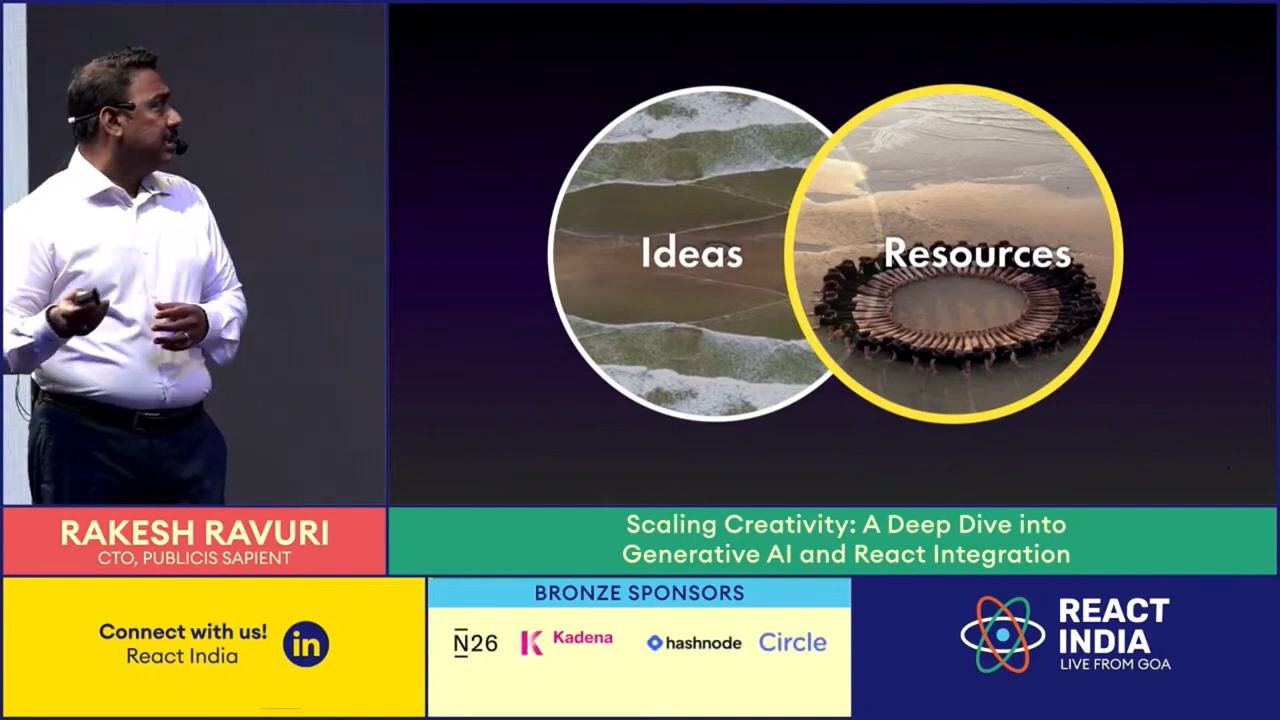 Ideas
Resources
RAKESH RAVURI
CTO, PUBLICIS SAPIENT
Scaling Creativity: A Deep Dive into
Generative AI and React Integration
Connect with us!
React India
in
BRONZE SPONSORS
N26
Kadena
hashnode
Circle
REACT
INDIA
LIVE FROM GOA